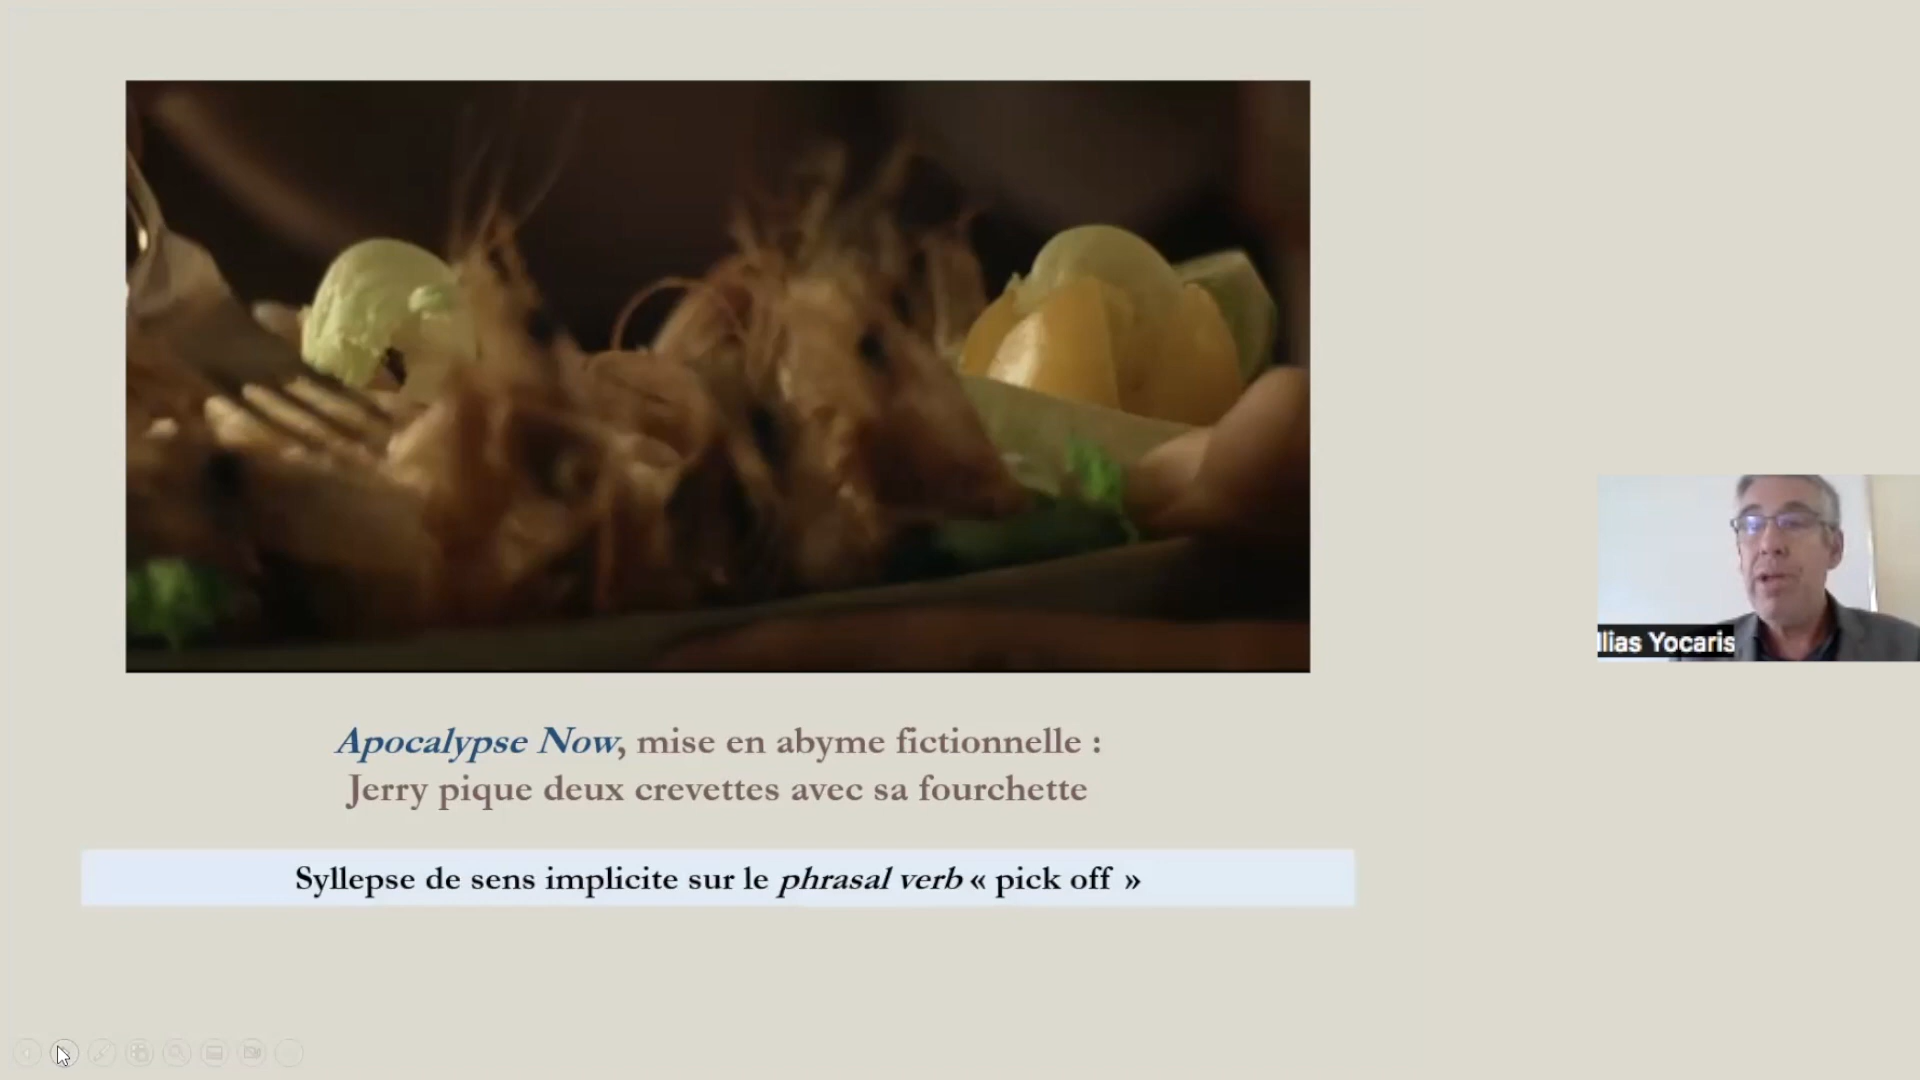 Apocalypse Now, mise en abyme fictionnelle :
Jerry pique deux crevettes avec sa fourchette
Syllepse de sens implicite sur le phrasal verb « pick off »
Ilias Yocaris